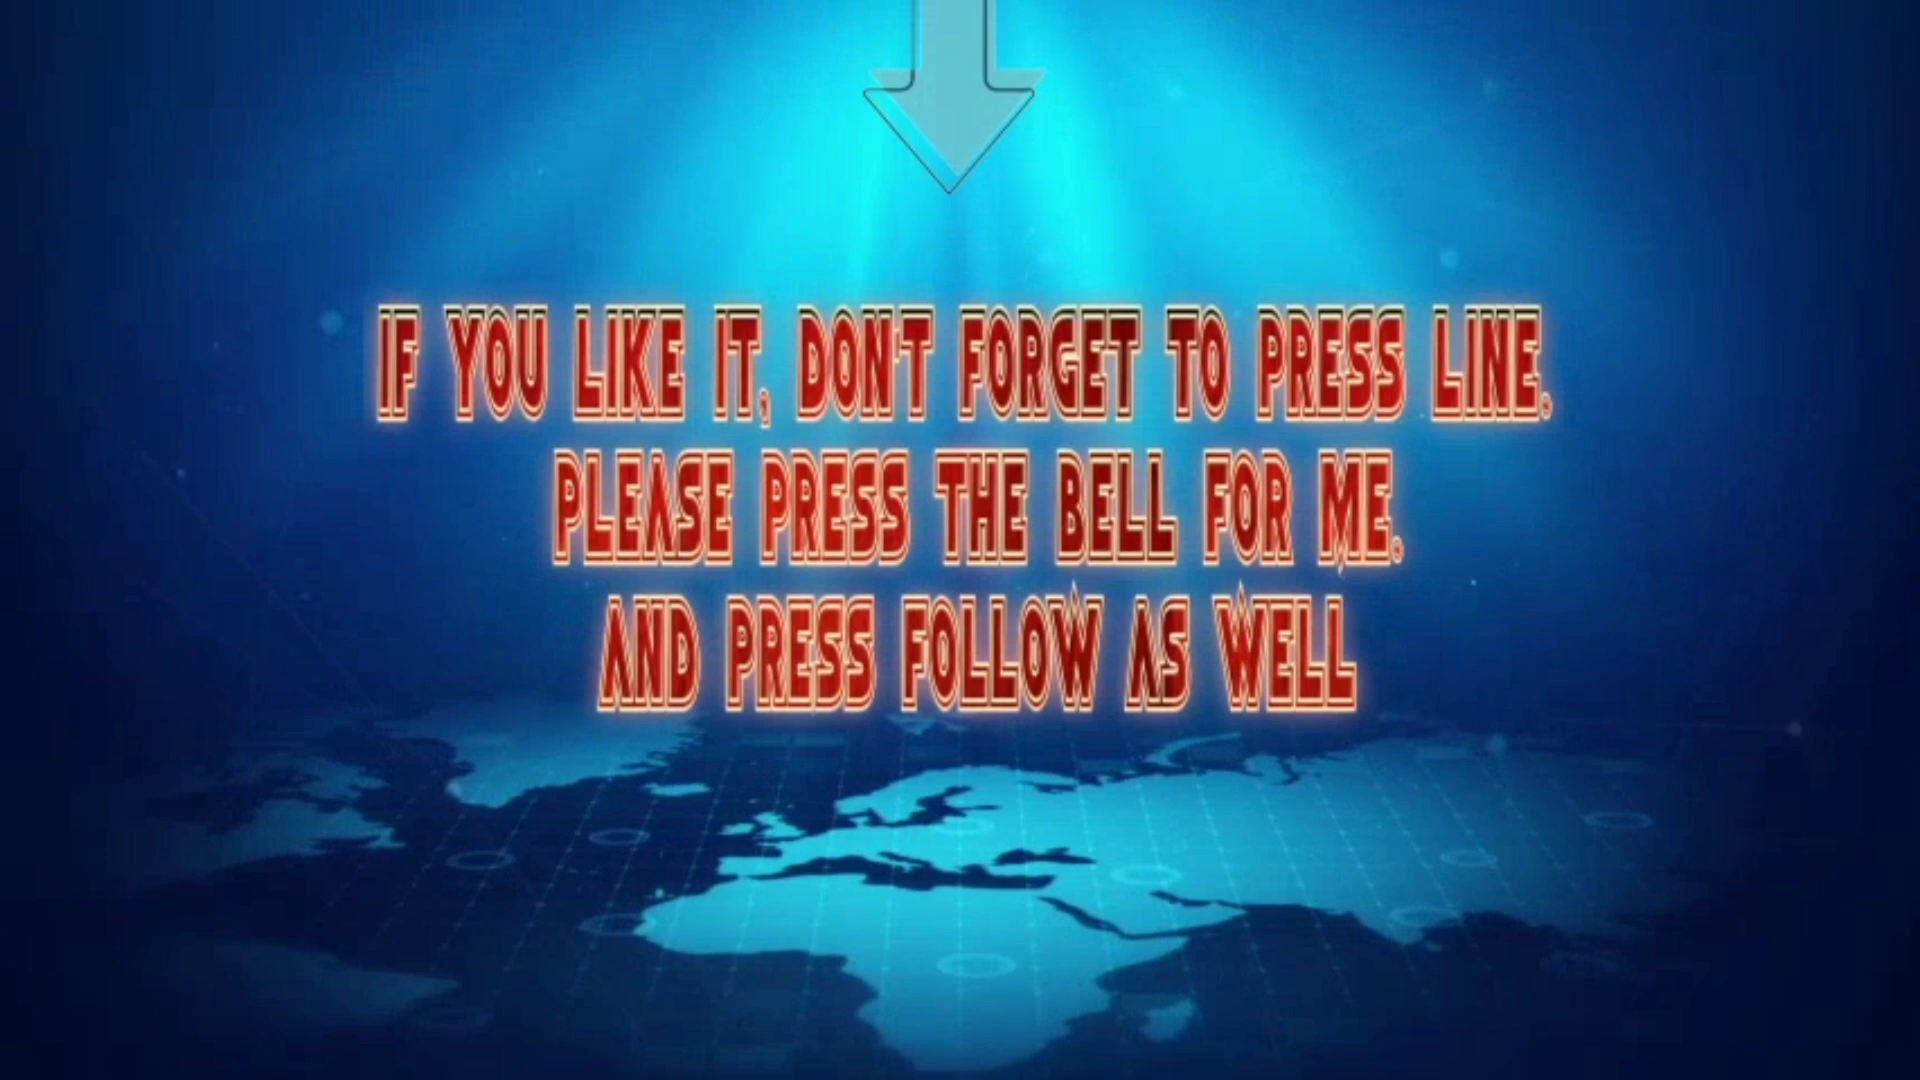 IF YOU LIKE IT, DON'T FORGET TO PRESS LINE.
PLEASE PRESS THE BELL FOR ME.
AND PRESS FOLLOW AS WELL